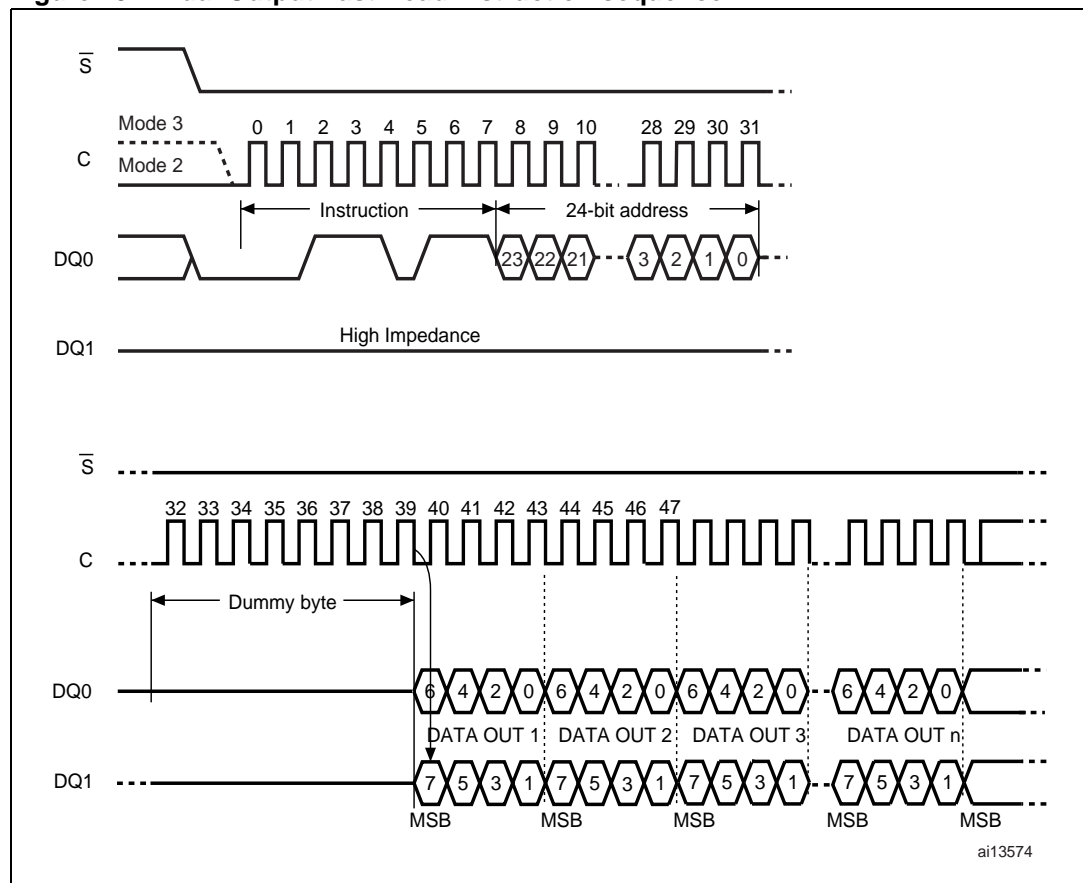 S
Mode 3
0 1 2 3 4 5 6 7 8 9 10 28 29 30 31
C
Mode 2
Instruction 24-bit address
DQ0
23 22 21 3 2 1 0
High Impedance
DQ1
S
32 33 34 35 36 37 38 39 40 41 42 43 44 45 46 47
C
Dummy byte
DQ0
6 4 2 0 6 4 2 0 6 4 2 0 6 4 2 0
DATA OUT 1 DATA OUT 2 DATA OUT 3 DATA OUT n
DQ1
7 5 3 1 7 5 3 1 7 5 3 1 7 5 3 1
MSB MSB MSB MSB MSB
ai13574